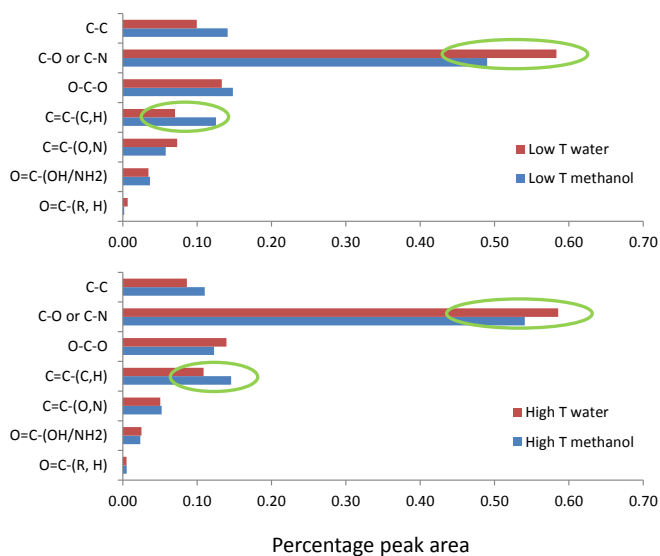 C-C
C-O or C-N
O-C-O
C=C-(C,H)
C=C-(O,N)
O=C-(OH/NH2)
O=C-(R, H)
Low T water
Low T methanol
0.00 0.10 0.20 0.30 0.40 0.50 0.60 0.70
C-C
C-O or C-N
O-C-O
C=C-(C,H)
C=C-(O,N)
O=C-(OH/NH2)
O=C-(R, H)
High T water
High T methanol
0.00 0.10 0.20 0.30 0.40 0.50 0.60 0.70
Percentage peak area